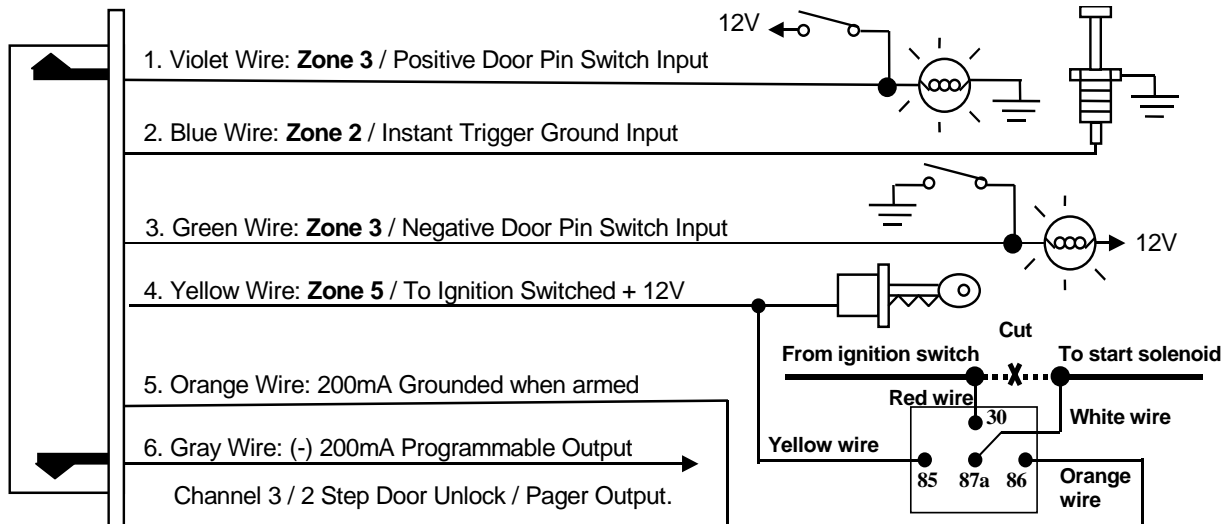 12V
1. Violet Wire: Zone 3 / Positive Door Pin Switch Input
2. Blue Wire: Zone 2 / Instant Trigger Ground Input
3. Green Wire: Zone 3 / Negative Door Pin Switch Input
12V
4. Yellow Wire: Zone 5 / To Ignition Switched + 12V
Cut
From ignition switch
X
To start solenoid
5. Orange Wire: 200mA Grounded when armed
Red wire
30
White wire
6. Gray Wire: (-) 200mA Programmable Output
Yellow wire
85 87a 86
Orange
wire
Channel 3 / 2 Step Door Unlock / Pager Output.